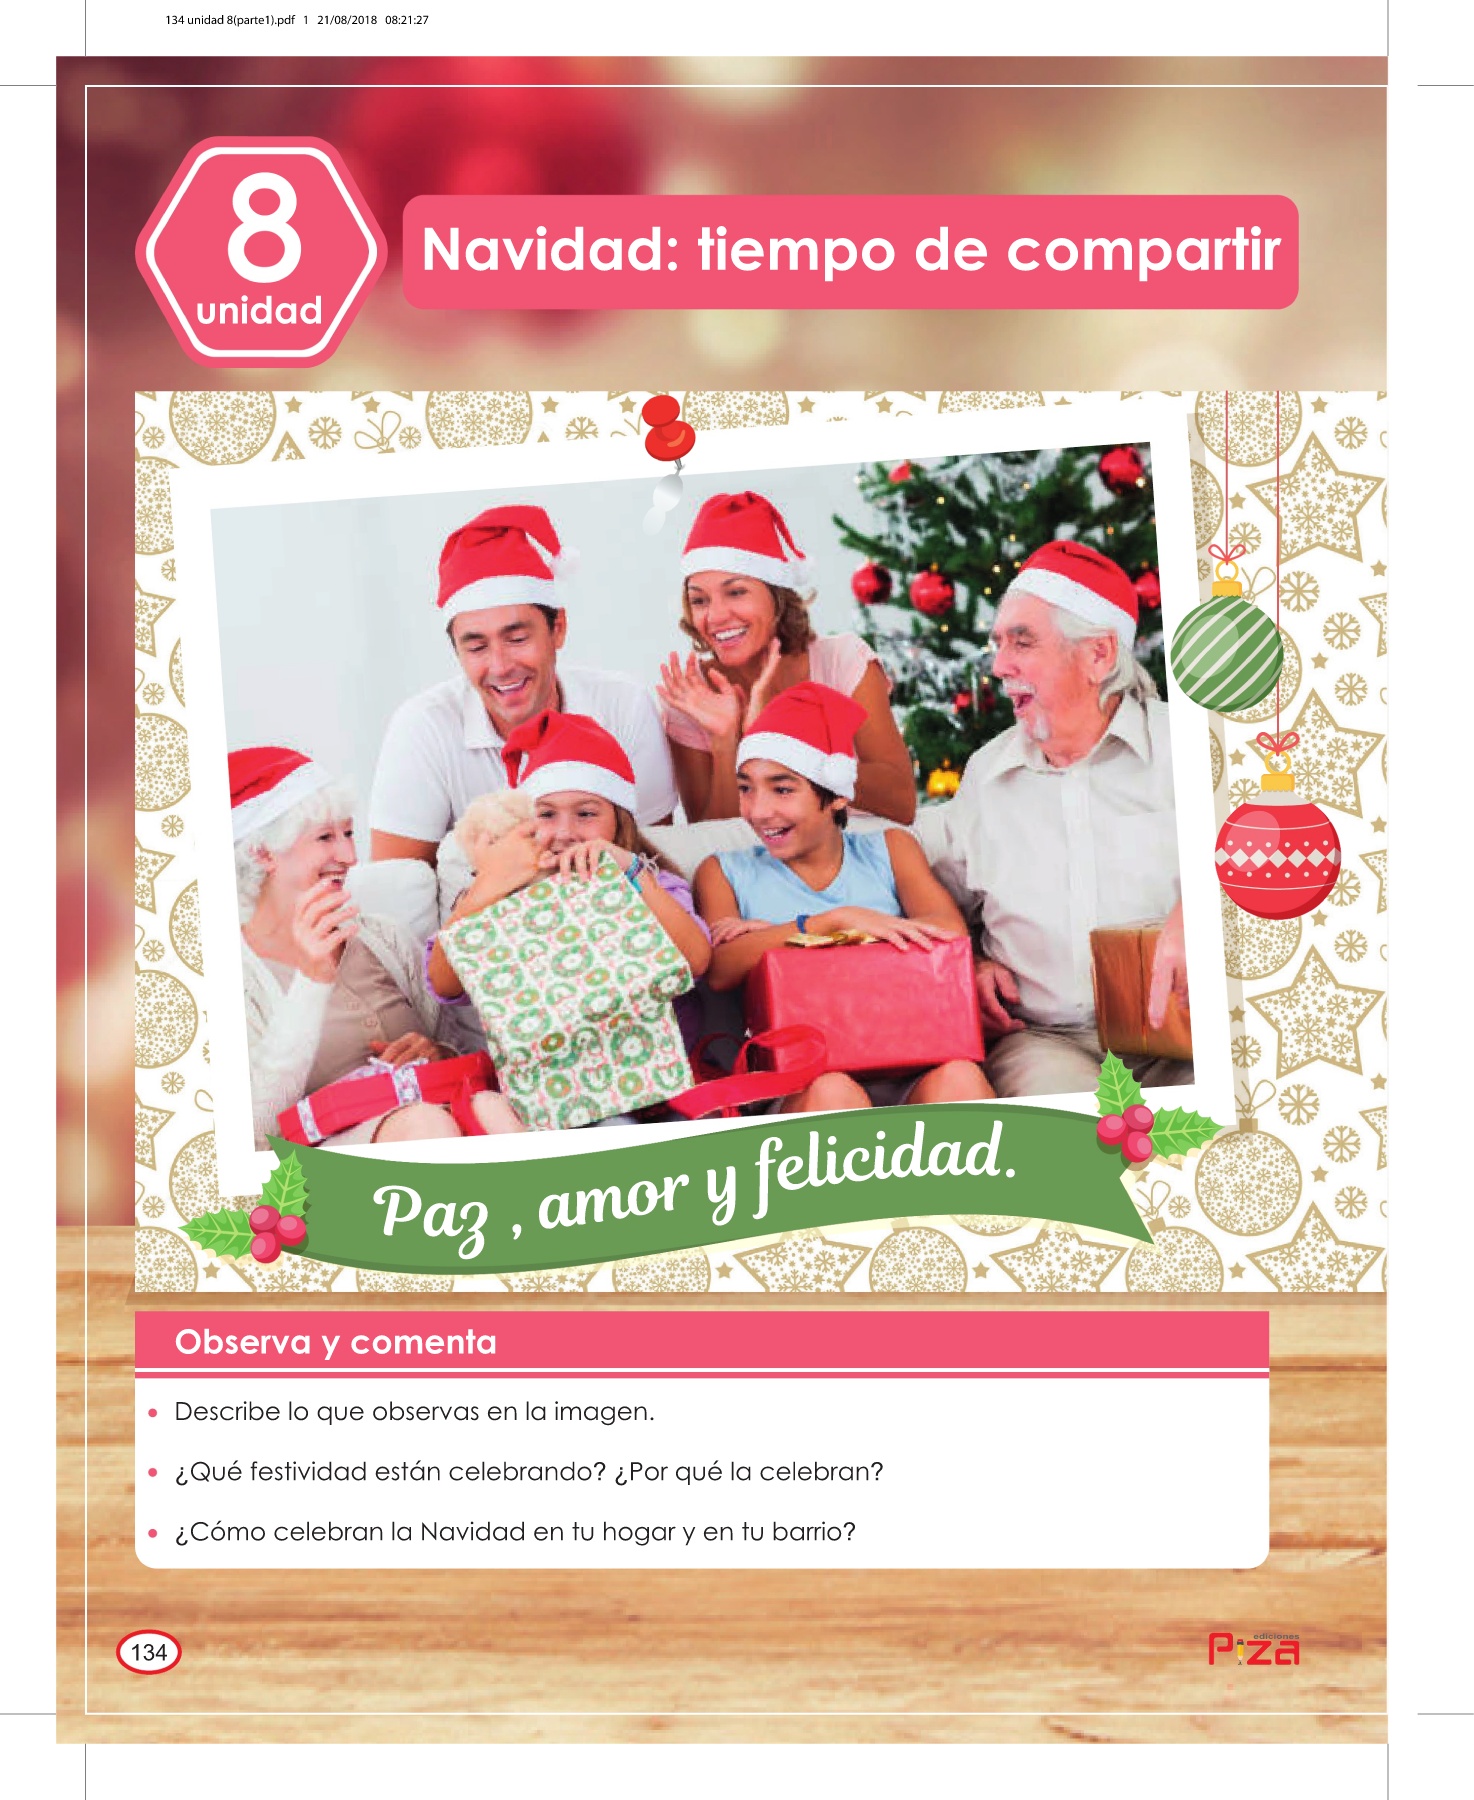 134 unidad 8(parte1).pdf 1 21/08/2018 08:21:27
8
unidad
Navidad: tiempo de compartir
Paz , amor y felicidad.
Observa y comenta
• Describe lo que observas en la imagen.
• ¿Qué festividad están celebrando? ¿Por qué la celebran?
• ¿Cómo celebran la Navidad en tu hogar y en tu barrio?
134
ediciones
Piza